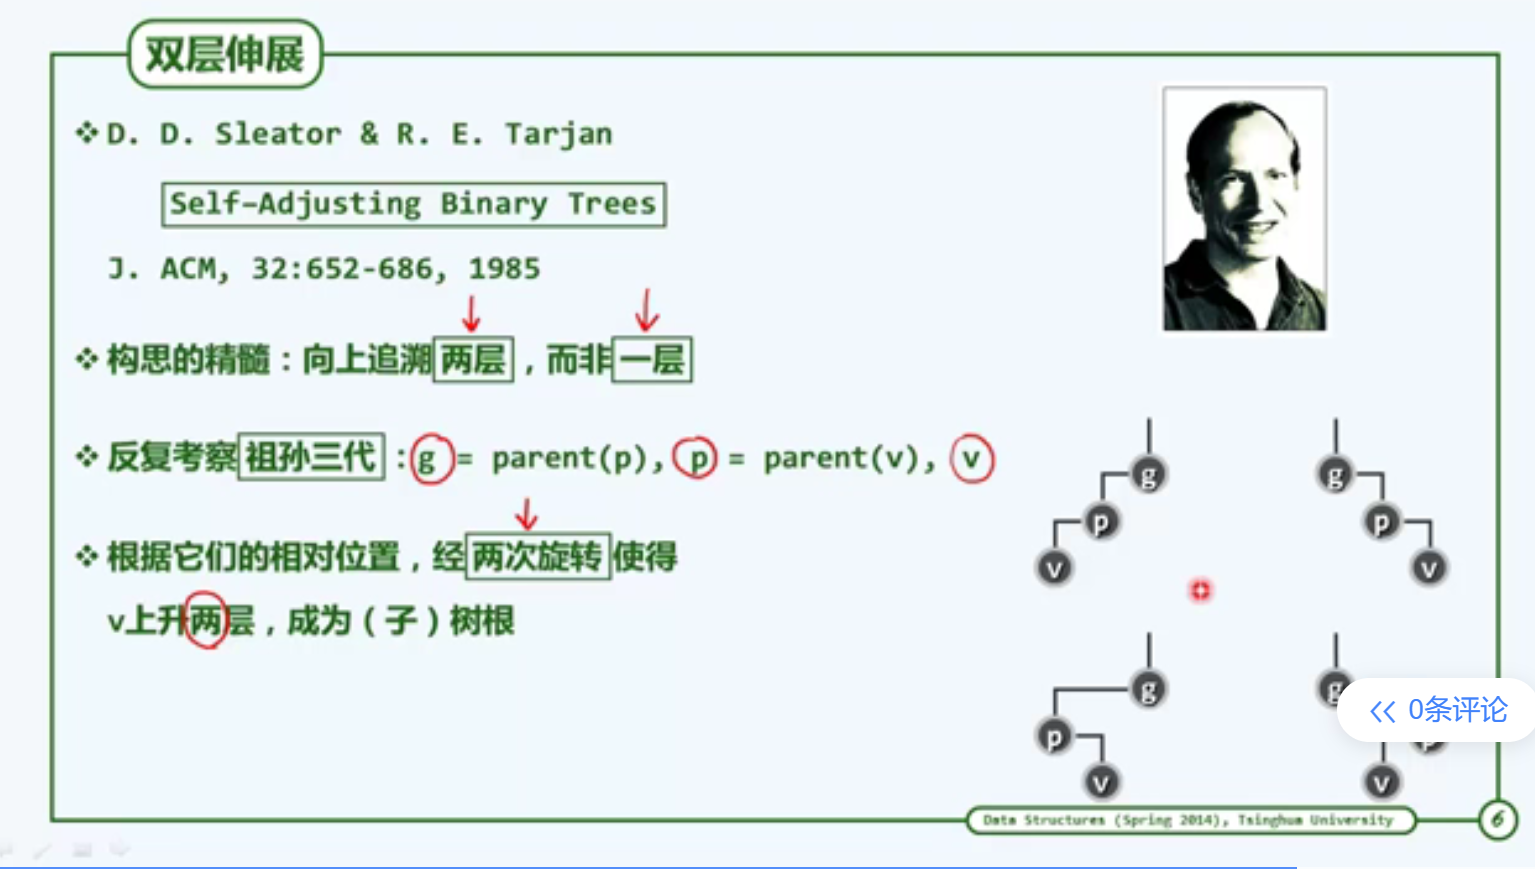 双层伸展
D. D. Sleator & R. E. Tarjan
Self-Adjusting Binary Trees
J. ACM, 32:652-686, 1985
构思的精髓：向上追溯两层，而非一层
反复考察祖孙三代：g = parent(p), p = parent(v), v
根据它们的相对位置，经两次旋转使得
v上升两层，成为（子）树根
g
p
v
g
p
v
g
p
v
g
p
v
0条评论
Data Structures (Spring 2014), Tsinghua University
6